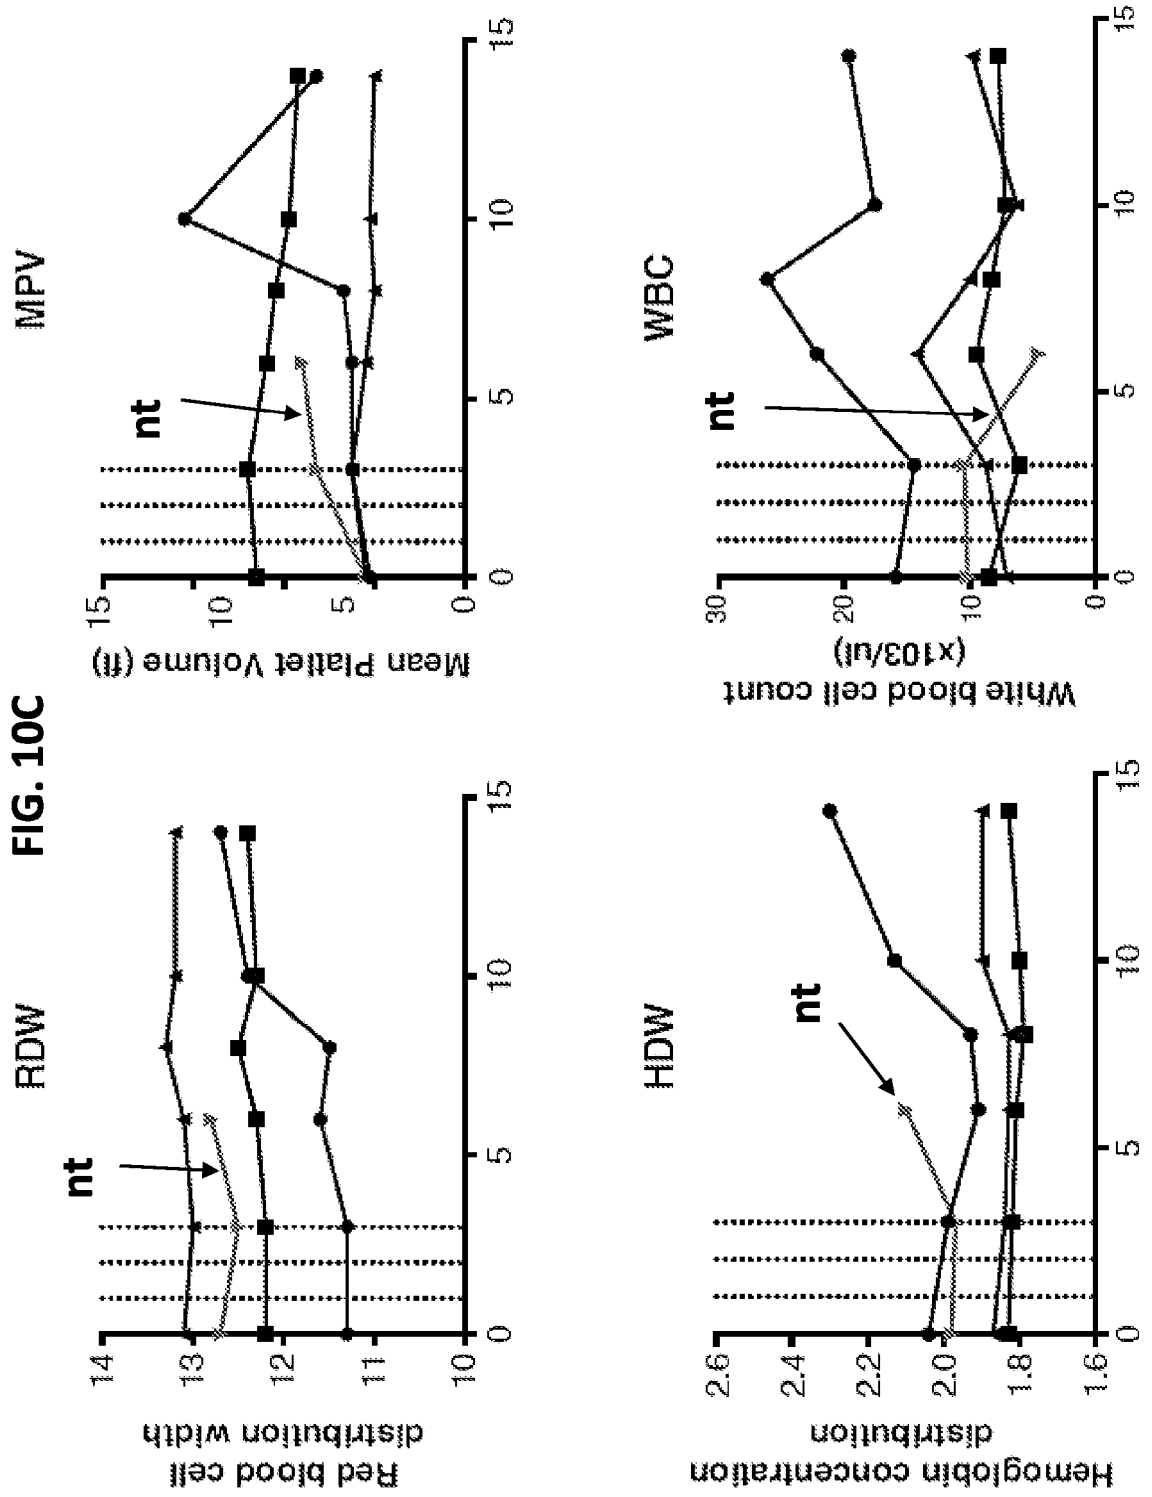 FIG. 10C
RDW
Red blood cell
distribution width
14
13
12
11
10
0
5
10
15
nt
MPV
Mean Platlet Volume (fl)
15
10
5
0
0
5
10
15
nt
HDW
Hemoglobin concentration
distribution
2.6
2.4
2.2
2.0
1.8
1.6
0
5
10
15
nt
WBC
White blood cell count
(x103/ul)
30
20
10
0
0
5
10
15
nt